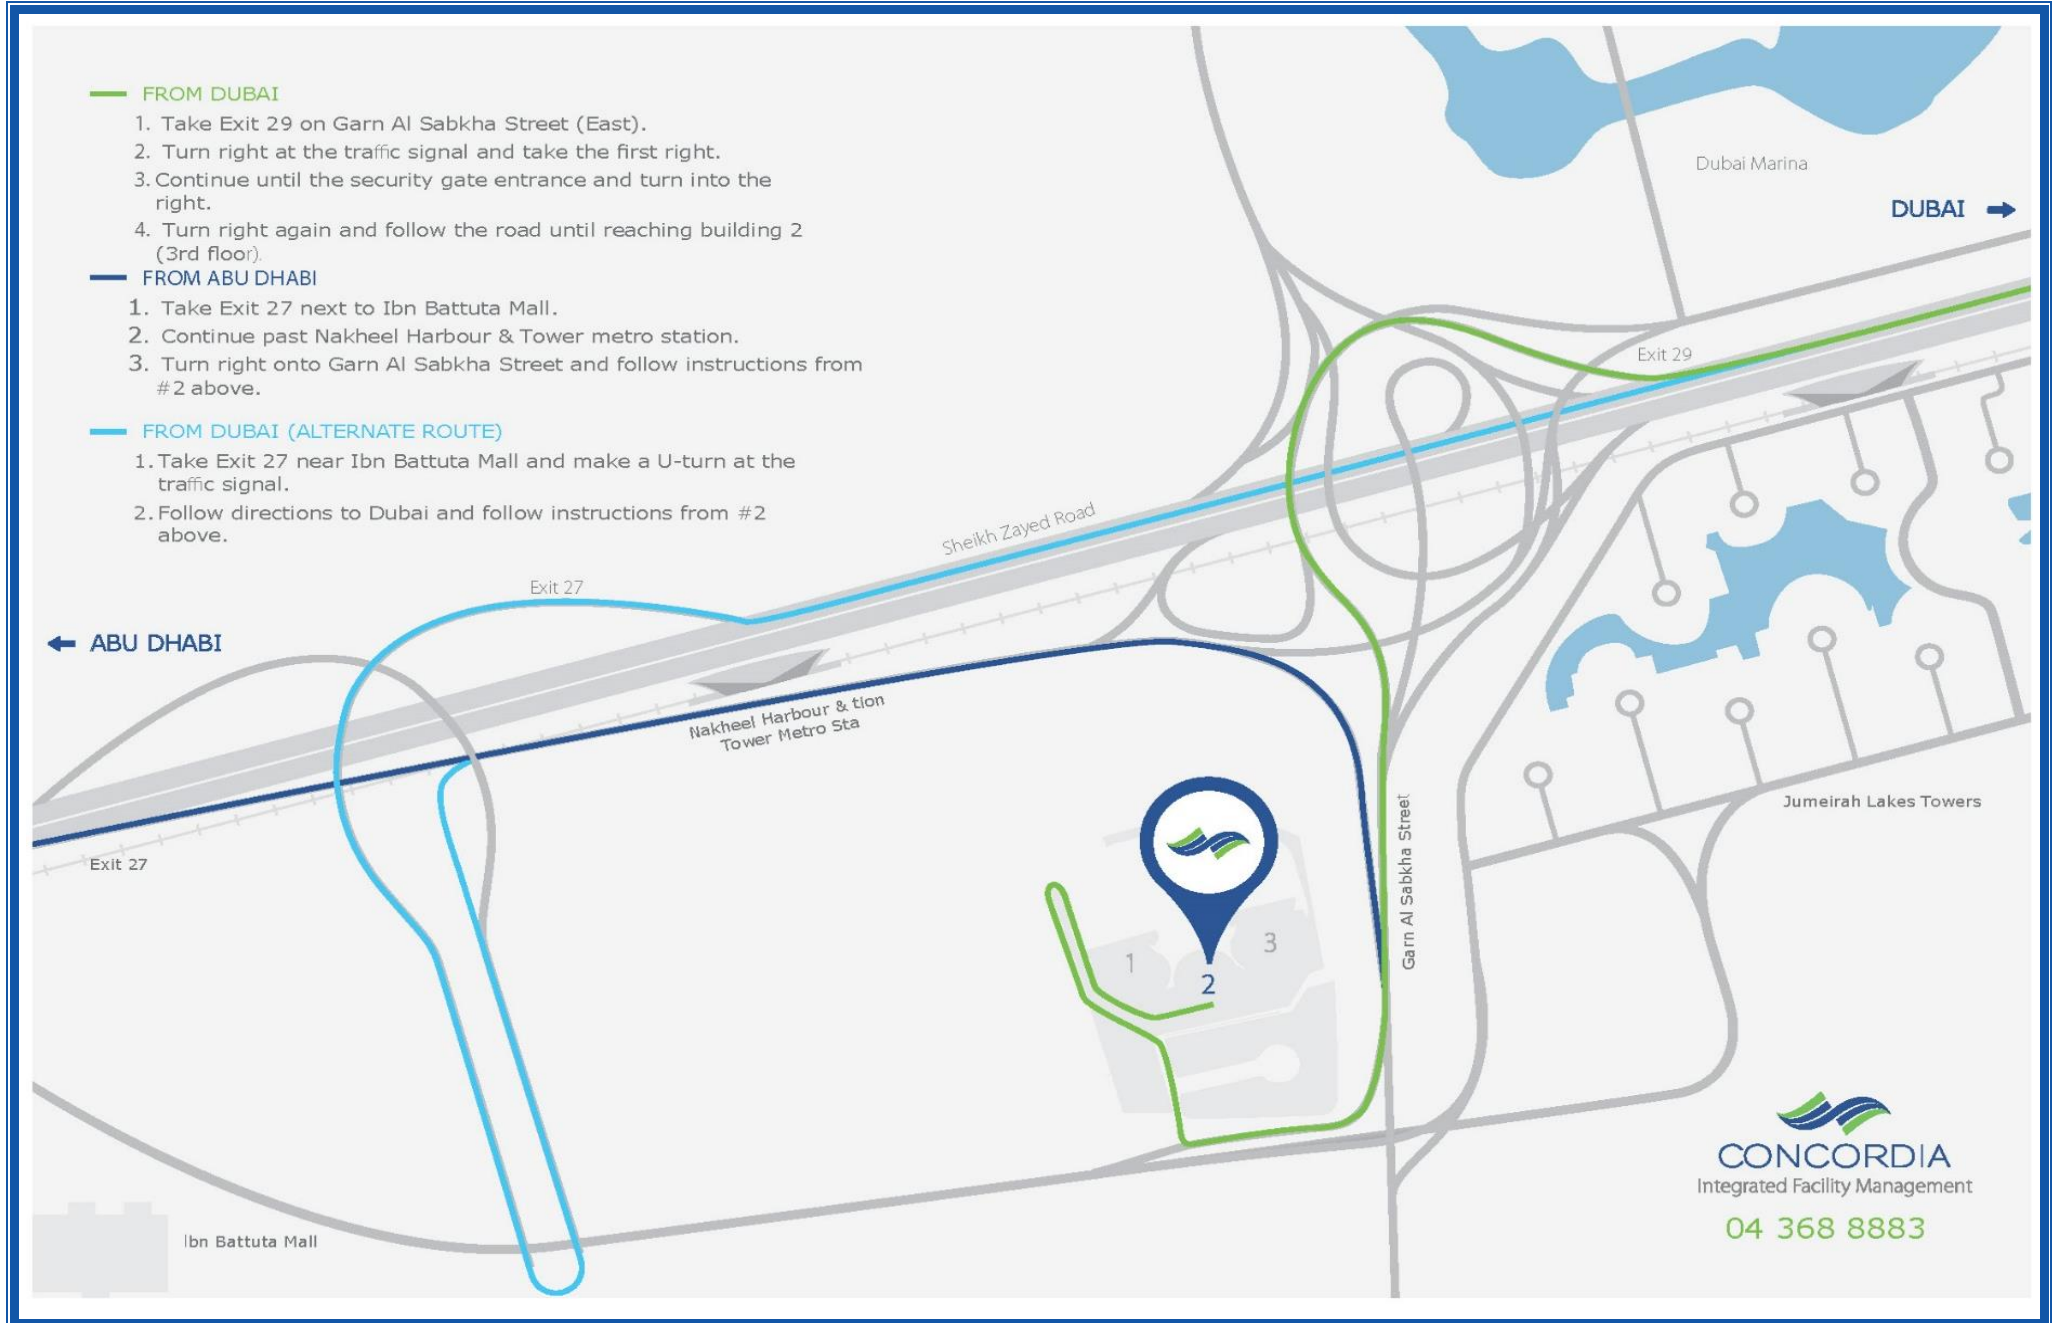 FROM DUBAI
1. Take Exit 29 on Garn Al Sabkha Street (East).
2. Turn right at the traffic signal and take the first right.
3. Continue until the security gate entrance and turn into the
right.
4. Turn right again and follow the road until reaching building 2
(3rd floor).
FROM ABU DHABI
1. Take Exit 27 next to Ibn Battuta Mall.
2. Continue past Nakheel Harbour & Tower metro station.
3. Turn right onto Garn Al Sabkha Street and follow instructions from
#2 above.
FROM DUBAI (ALTERNATE ROUTE)
1. Take Exit 27 near Ibn Battuta Mall and make a U-turn at the
traffic signal.
2. Follow directions to Dubai and follow instructions from #2
above.
Dubai Marina
DUBAI
Exit 29
Sheikh Zayed Road
Exit 27
ABU DHABI
Nakheel Harbour & tion
Tower Metro Sta
Exit 27
Jumeirah Lakes Towers
Garn Al Sabkha Street
1
2
3
Ibn Battuta Mall
CONCORDIA
Integrated Facility Management
04 368 8883